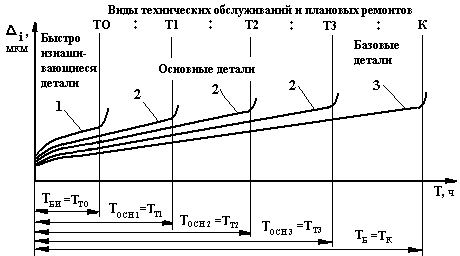 Виды технических обслуживаний и плановых ремонтов
ТО : Т1 : Т2 : Т3 : К
Δi, мкм
Быстро изнаши-
вающиеся
детали
Основные детали
Базовые
детали
1 2 2 2 3
Т, ч
ТБИ =ТТО
ТОСН1=ТТ1
ТОСН2 =ТТ2
ТОСН3 =ТТ3
ТБ =ТК